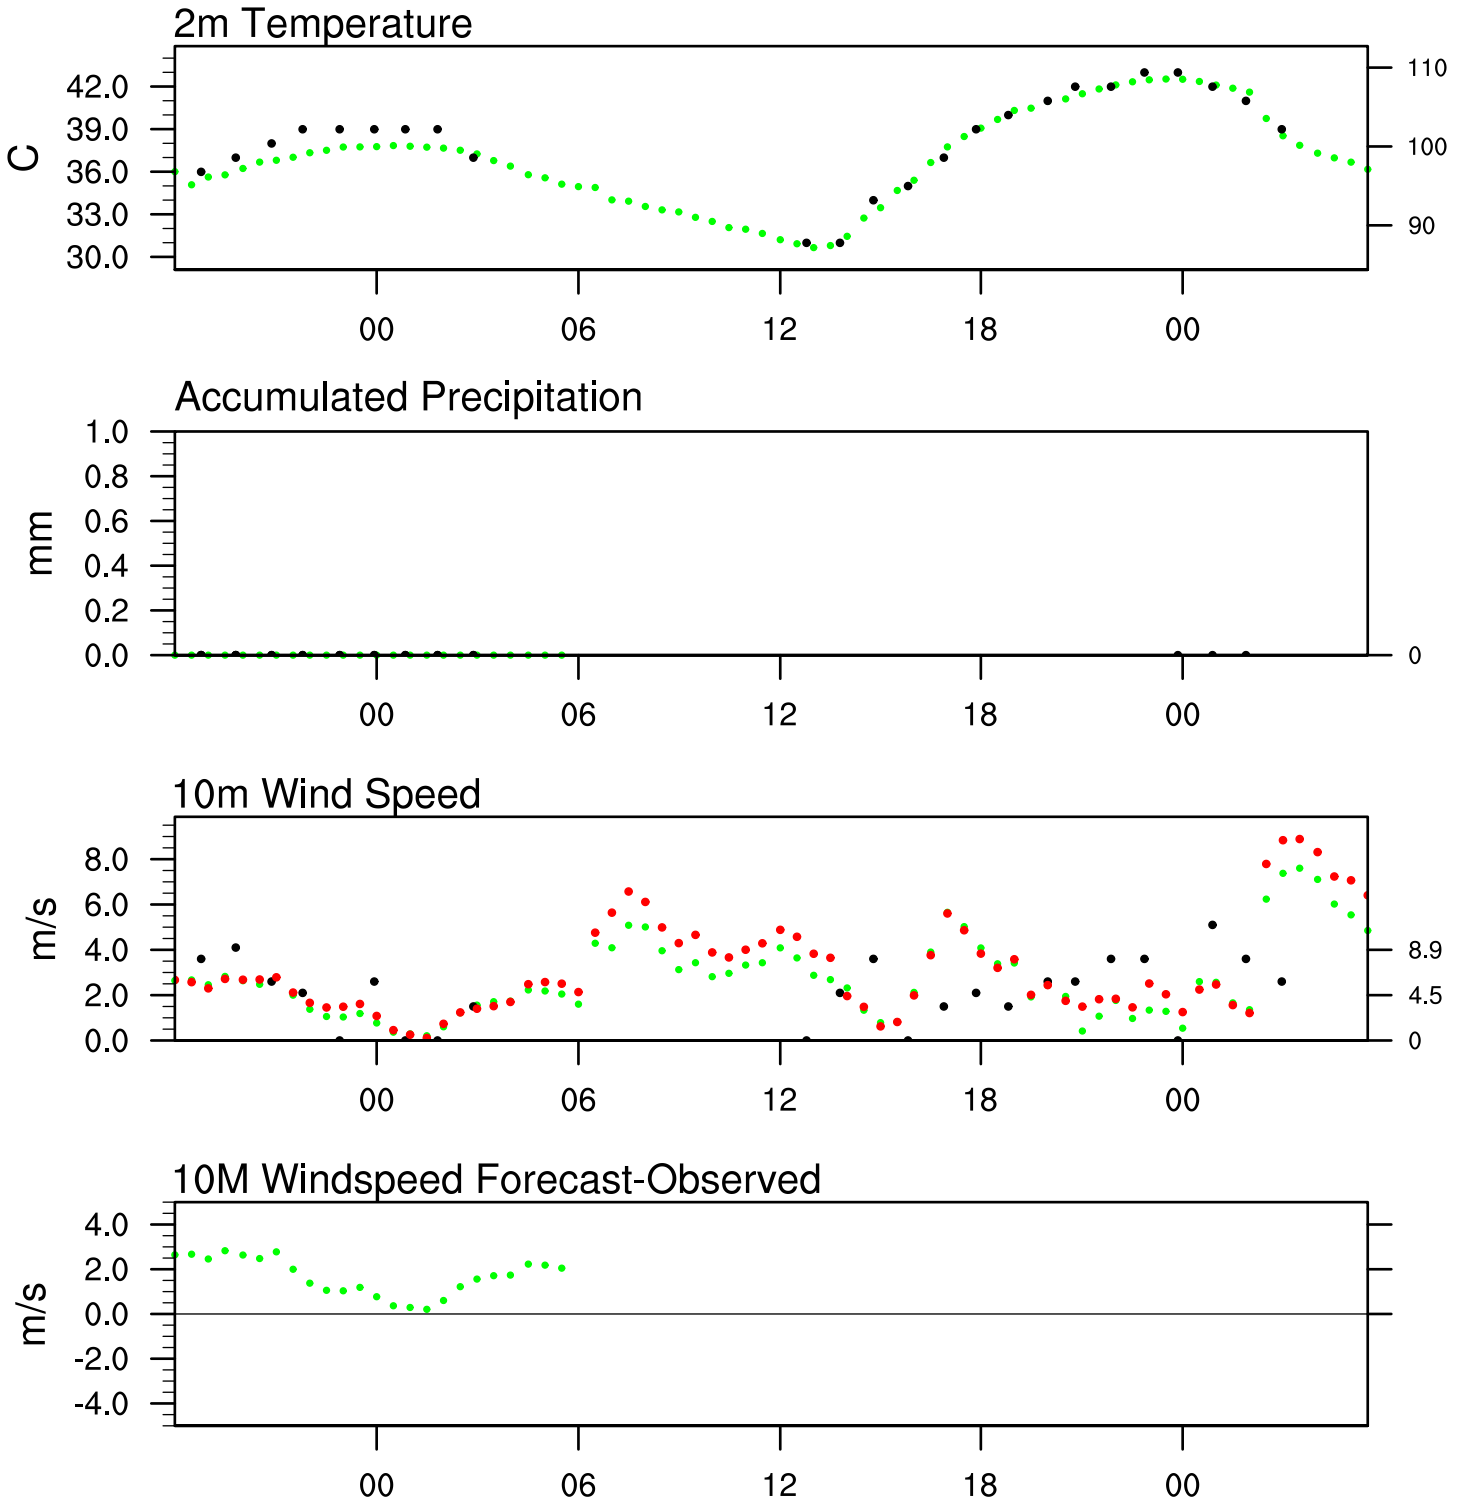 2m Temperature
42.0
39.0
36.0
33.0
30.0
C
110
100
90
00 06 12 18 00
Accumulated Precipitation
1.0
0.8
0.6
0.4
0.2
0.0
mm
0
00 06 12 18 00
10m Wind Speed
8.0
6.0
4.0
2.0
0.0
m/s
8.9
4.5
0
00 06 12 18 00
10M Windspeed Forecast-Observed
4.0
2.0
0.0
-2.0
-4.0
m/s
00 06 12 18 00